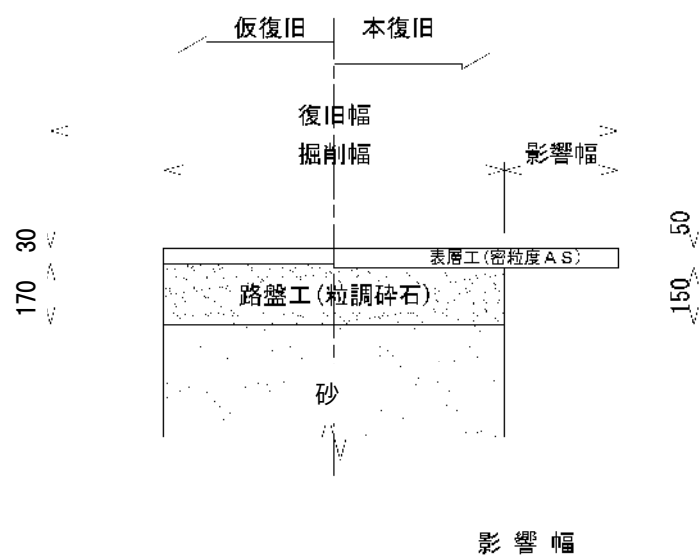 仮復旧 本復旧
復旧幅
掘削幅 影響幅
30 50
表層工(密粒度AS)
170 路盤工(粒調砕石) 150
砂
影響幅